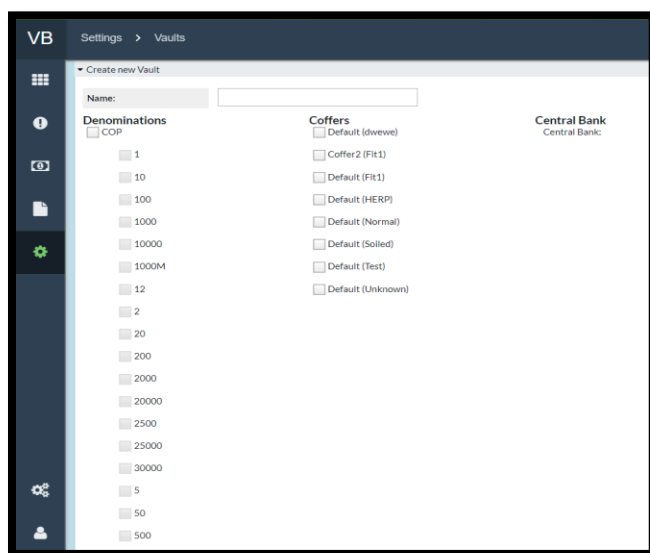 VB
Settings > Vaults
Create new Vault
Name:
Denominations
COP
1
10
100
1000
10000
1000M
12
2
20
200
2000
20000
2500
25000
30000
5
50
500
Coffers
Default (dwewe)
Coffer2 (Fit1)
Default (Fit1)
Default (HERP)
Default (Normal)
Default (Soiled)
Default (Test)
Default (Unknown)
Central Bank
Central Bank: